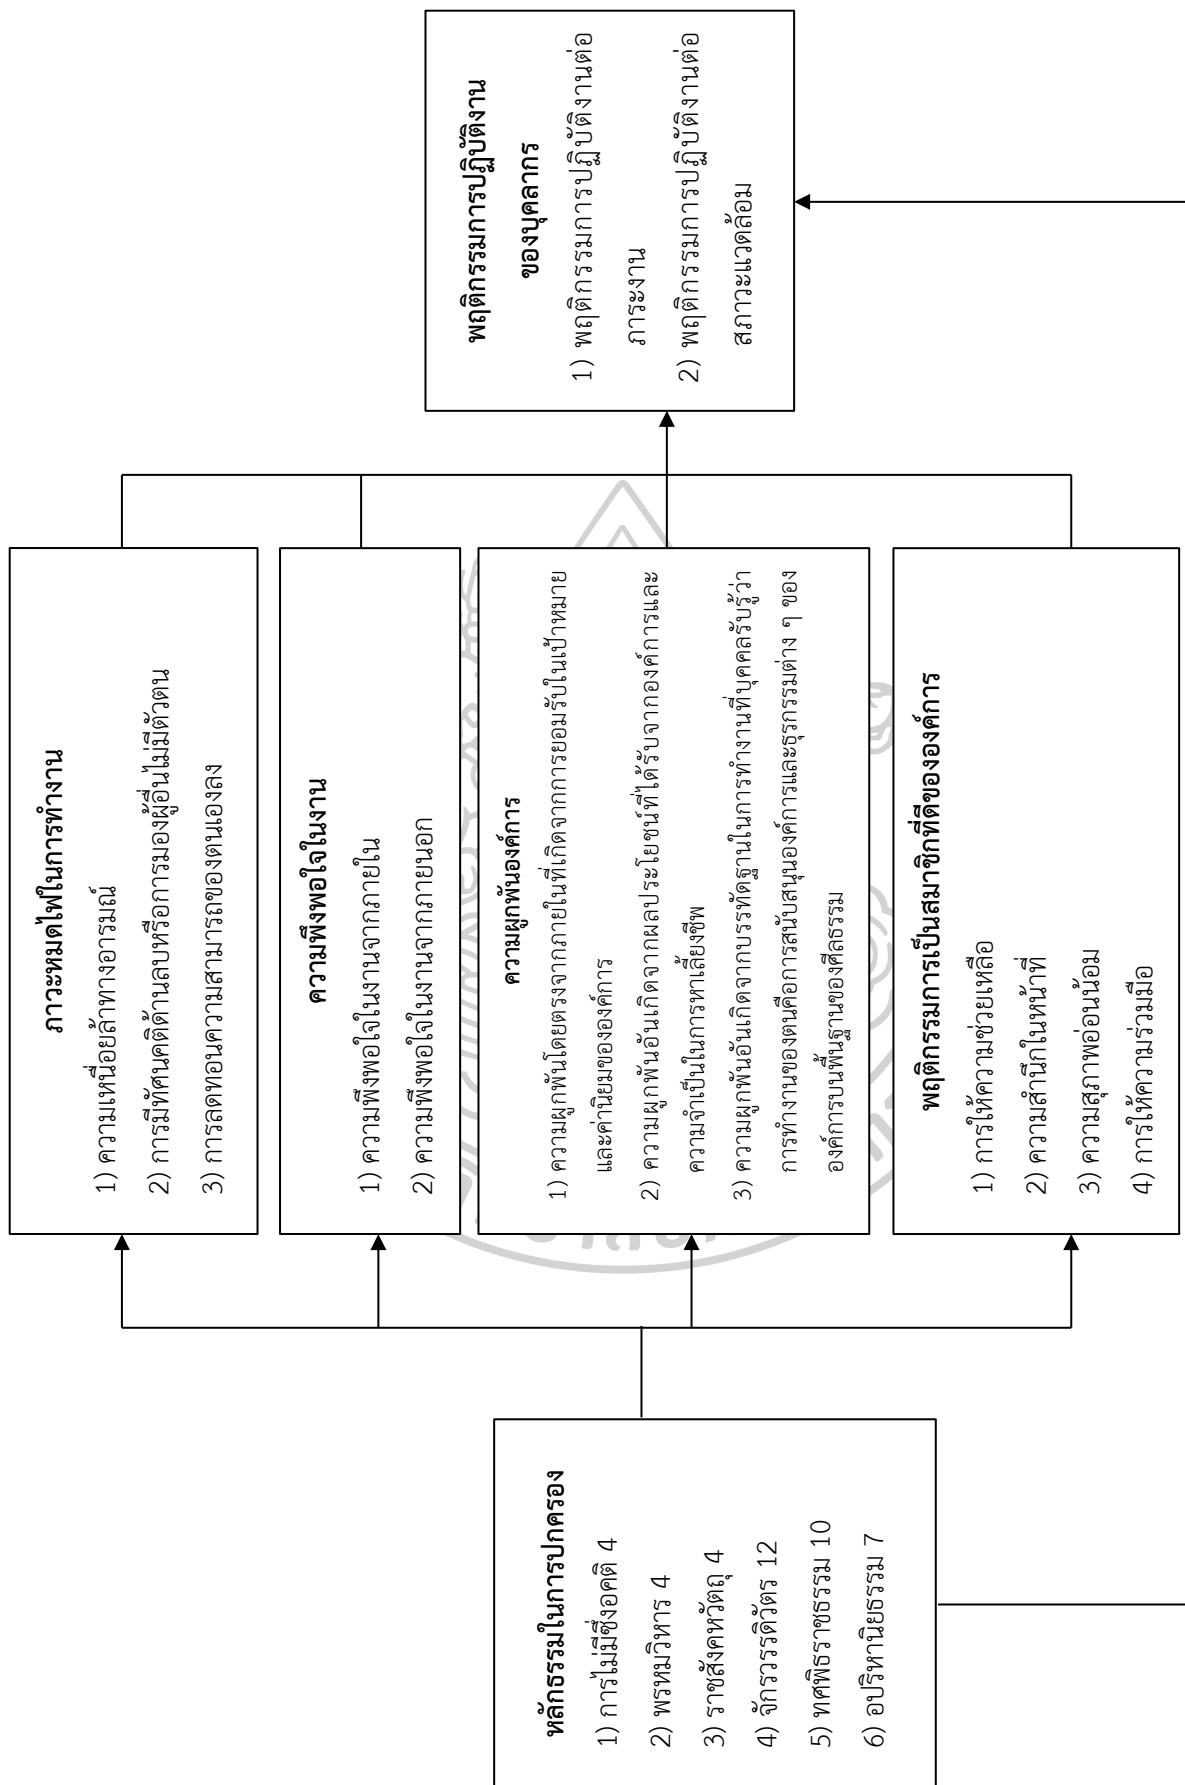 หลักธรรมในการปกครอง
1) การไม่มีซึ่งอคติ 4
2) พรหมวิหาร 4
3) ราชสังคหวัตถุ 4
4) จักรวรรดิวัตร 12
5) ทศพิธราชธรรม 10
6) อปริหานิยธรรม 7
ภาวะหมดไฟในการทำงาน
1) ความเหนื่อยล้าทางอารมณ์
2) การมีทัศนคติด้านลบหรือการมองผู้อื่นไม่มีตัวตน
3) การลดทอนความสามารถของตนเองลง
ความพึงพอใจในงาน
1) ความพึงพอใจในงานจากภายใน
2) ความพึงพอใจในงานจากภายนอก
ความผูกพันองค์การ
1) ความผูกพันโดยตรงจากภายในที่เกิดจากการยอมรับในเป้าหมาย
และค่านิยมขององค์การ
2) ความผูกพันอันเกิดจากผลประโยชน์ที่ได้รับจากองค์การและ
ความจำเป็นในการหาเลี้ยงชีพ
3) ความผูกพันอันเกิดจากบรรทัดฐานในการทำงานที่บุคคลรับรู้ว่า
การทำงานของตนคือการสนับสนุนองค์การและธุรกรรมต่าง ๆ ของ
องค์การบนพื้นฐานของศีลธรรม
พฤติกรรมการเป็นสมาชิกที่ดีขององค์การ
1) การให้ความช่วยเหลือ
2) ความสำนึกในหน้าที่
3) ความสุภาพอ่อนน้อม
4) การให้ความร่วมมือ
พฤติกรรมการปฏิบัติงาน
ของบุคลากร
1) พฤติกรรมการปฏิบัติงานต่อ
ภาระงาน
2) พฤติกรรมการปฏิบัติงานต่อ
สภาวะแวดล้อม